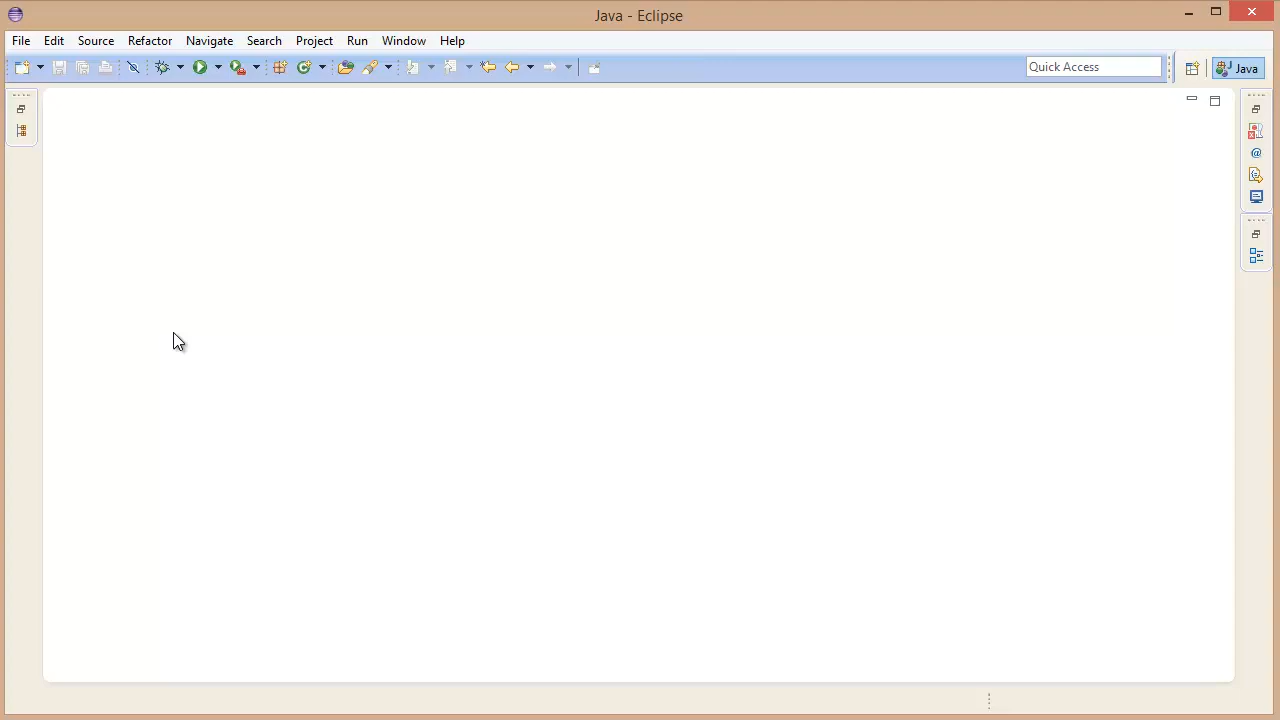 Java - Eclipse
File Edit Source Refactor Navigate Search Project Run Window Help
Quick Access
Java